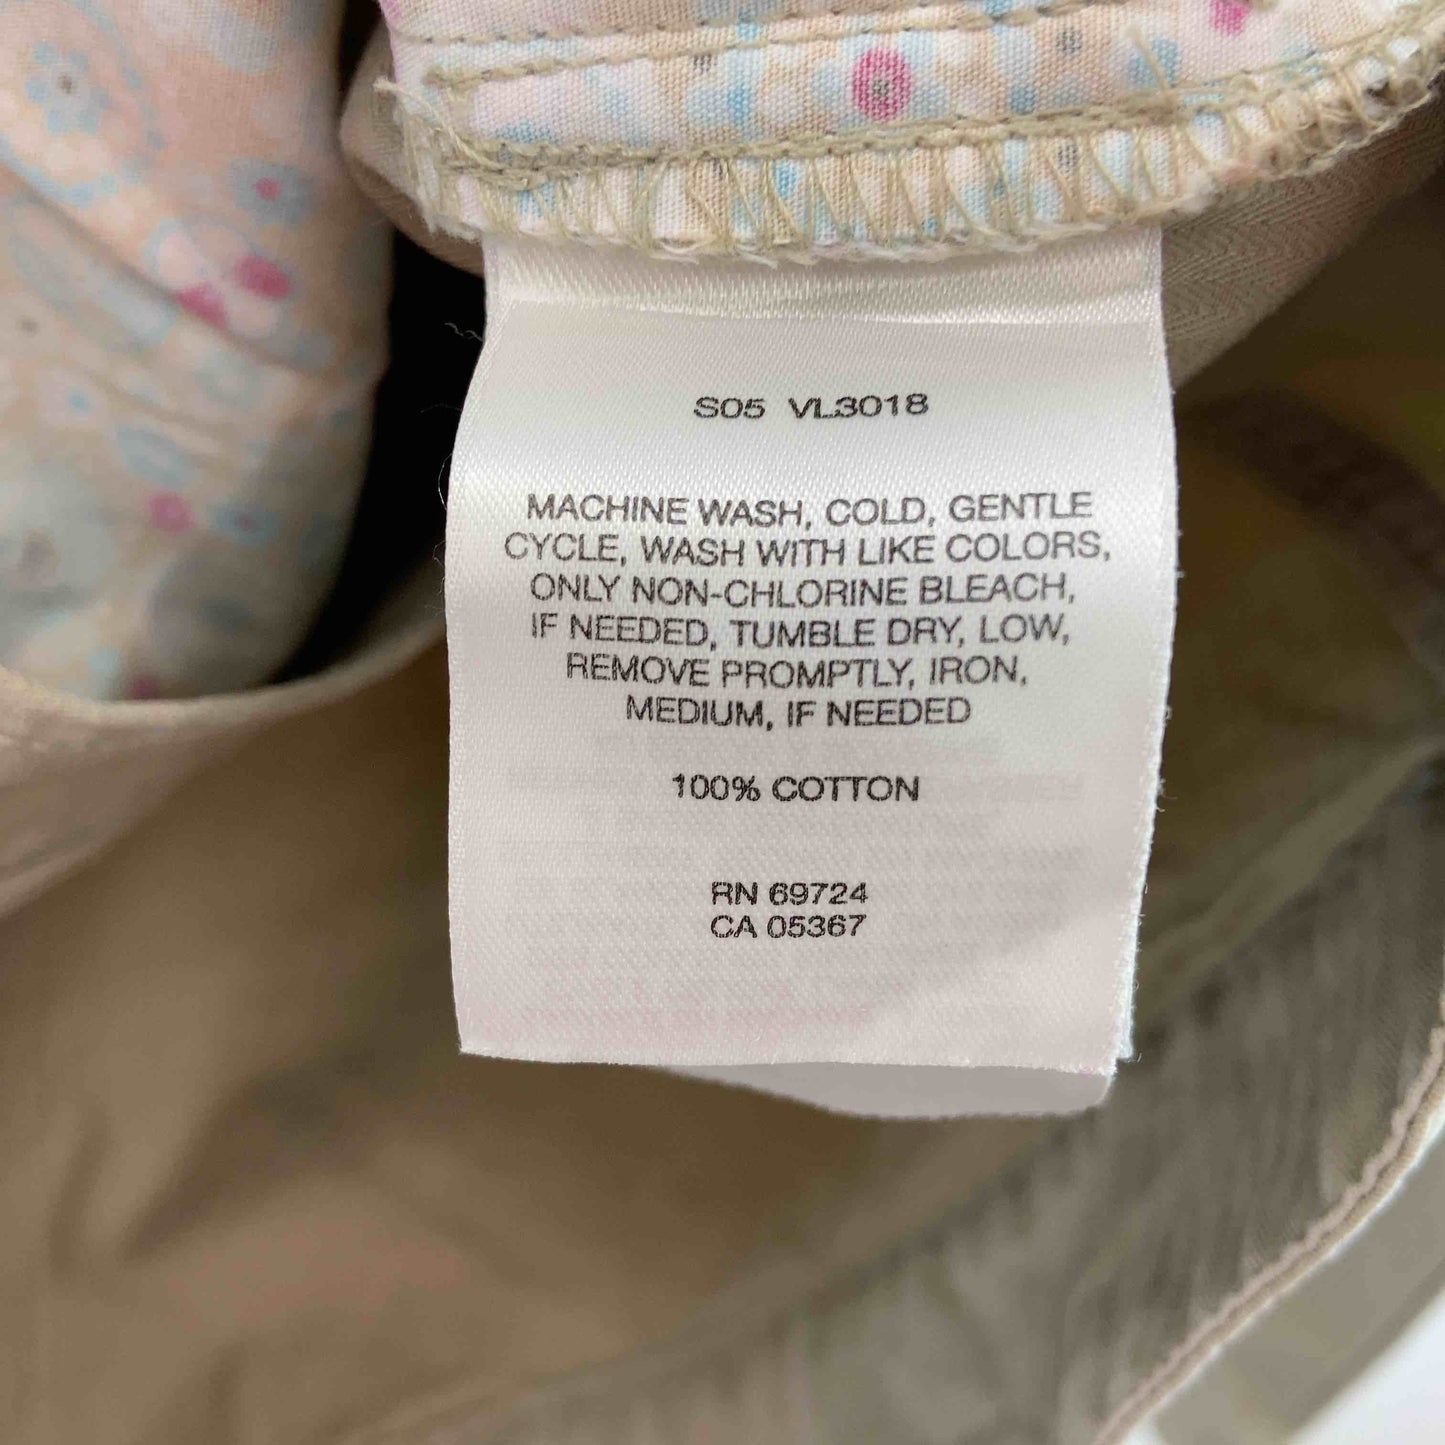 S05 VL3018
MACHINE WASH, COLD, GENTLE
CYCLE, WASH WITH LIKE COLORS,
ONLY NON-CHLORINE BLEACH,
IF NEEDED, TUMBLE DRY, LOW,
REMOVE PROMPTLY, IRON,
MEDIUM, IF NEEDED
100% COTTON
RN 69724
CA 05367